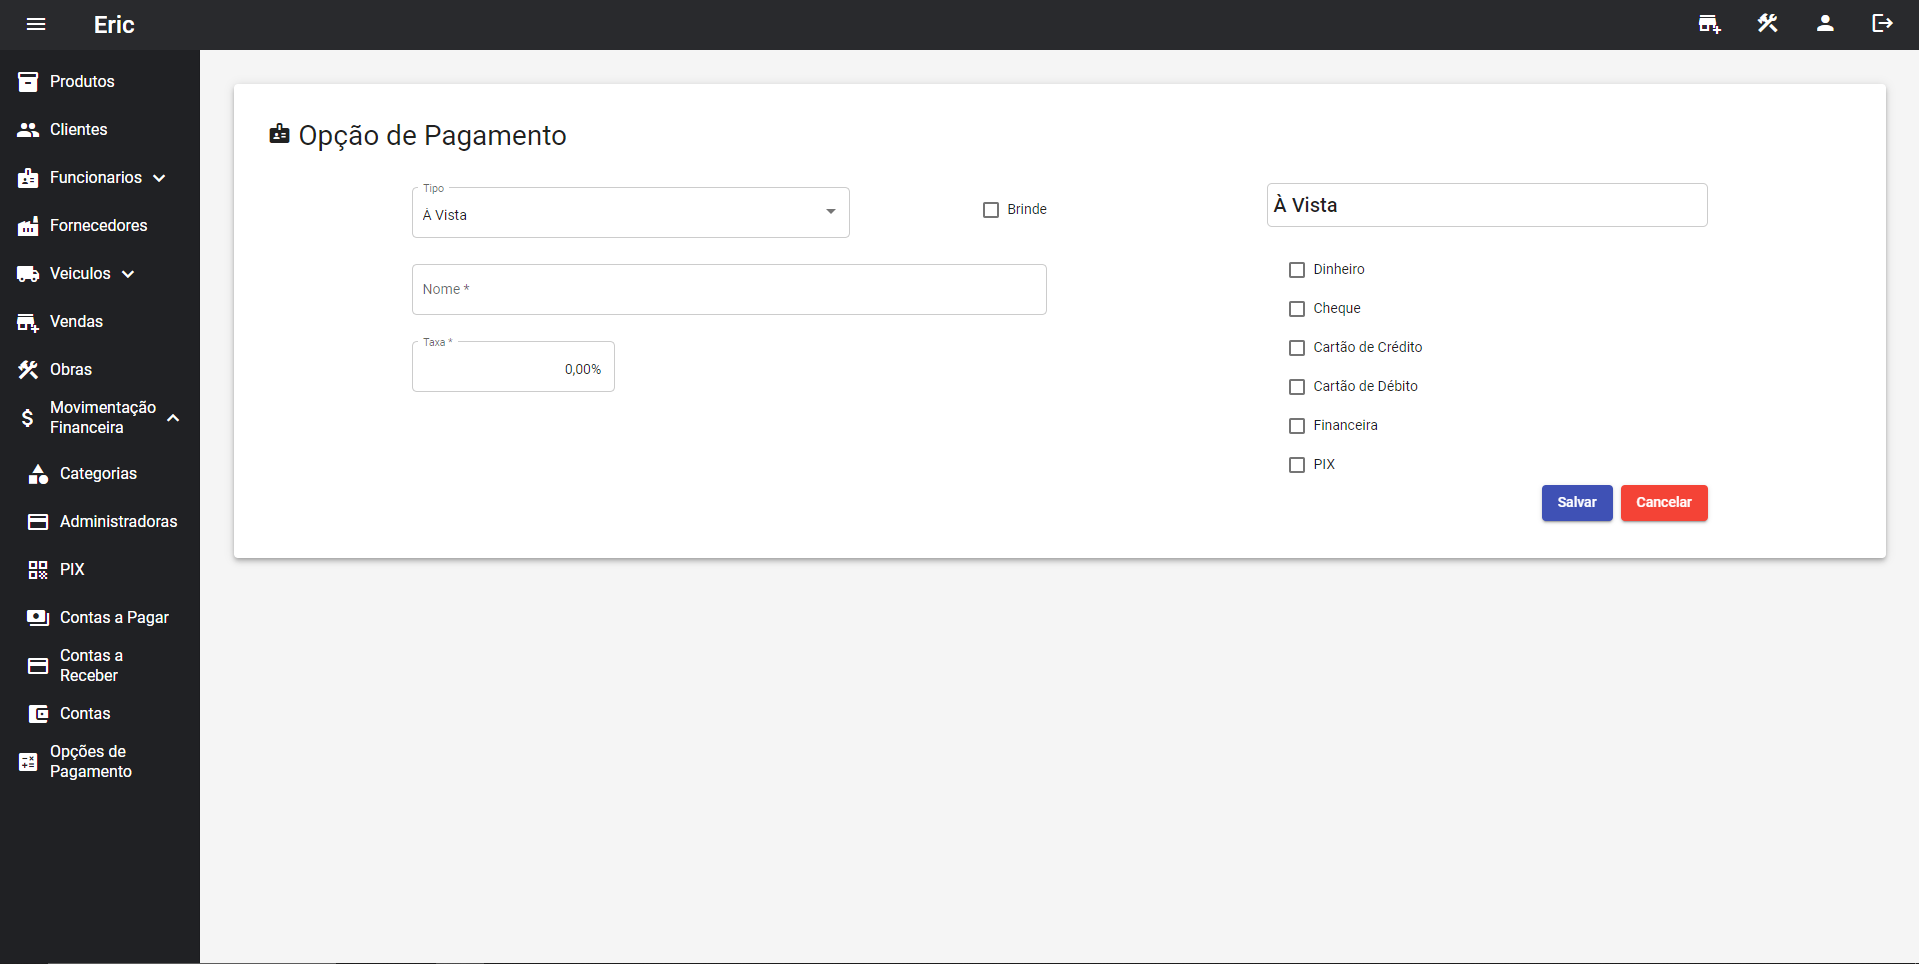 Eric
Produtos
Clientes
Funcionarios
Fornecedores
Veiculos
Vendas
Obras
Movimentação
Financeira
Categorias
Administradoras
PIX
Contas a Pagar
Contas a
Receber
Contas
Opções de
Pagamento
Opção de Pagamento
Tipo
À Vista
Brinde
Nome *
Taxa *
0,00%
À Vista
Dinheiro
Cheque
Cartão de Crédito
Cartão de Débito
Financeira
PIX
Salvar
Cancelar